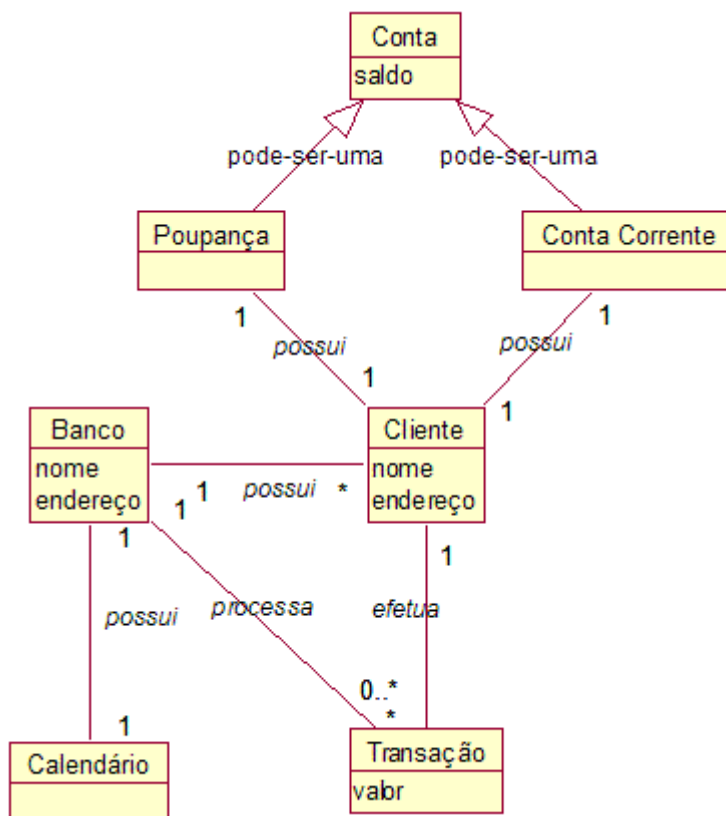 Conta
saldo
pode-ser-uma
pode-ser-uma
Poupança
Conta Corrente
1
1
possui
possui
1
1
Banco
nome
endereço
Cliente
nome
endereço
1
possui
*
1
1
1
possui
processa
efetua
0..*
*
1
Calendário
Transação
valor